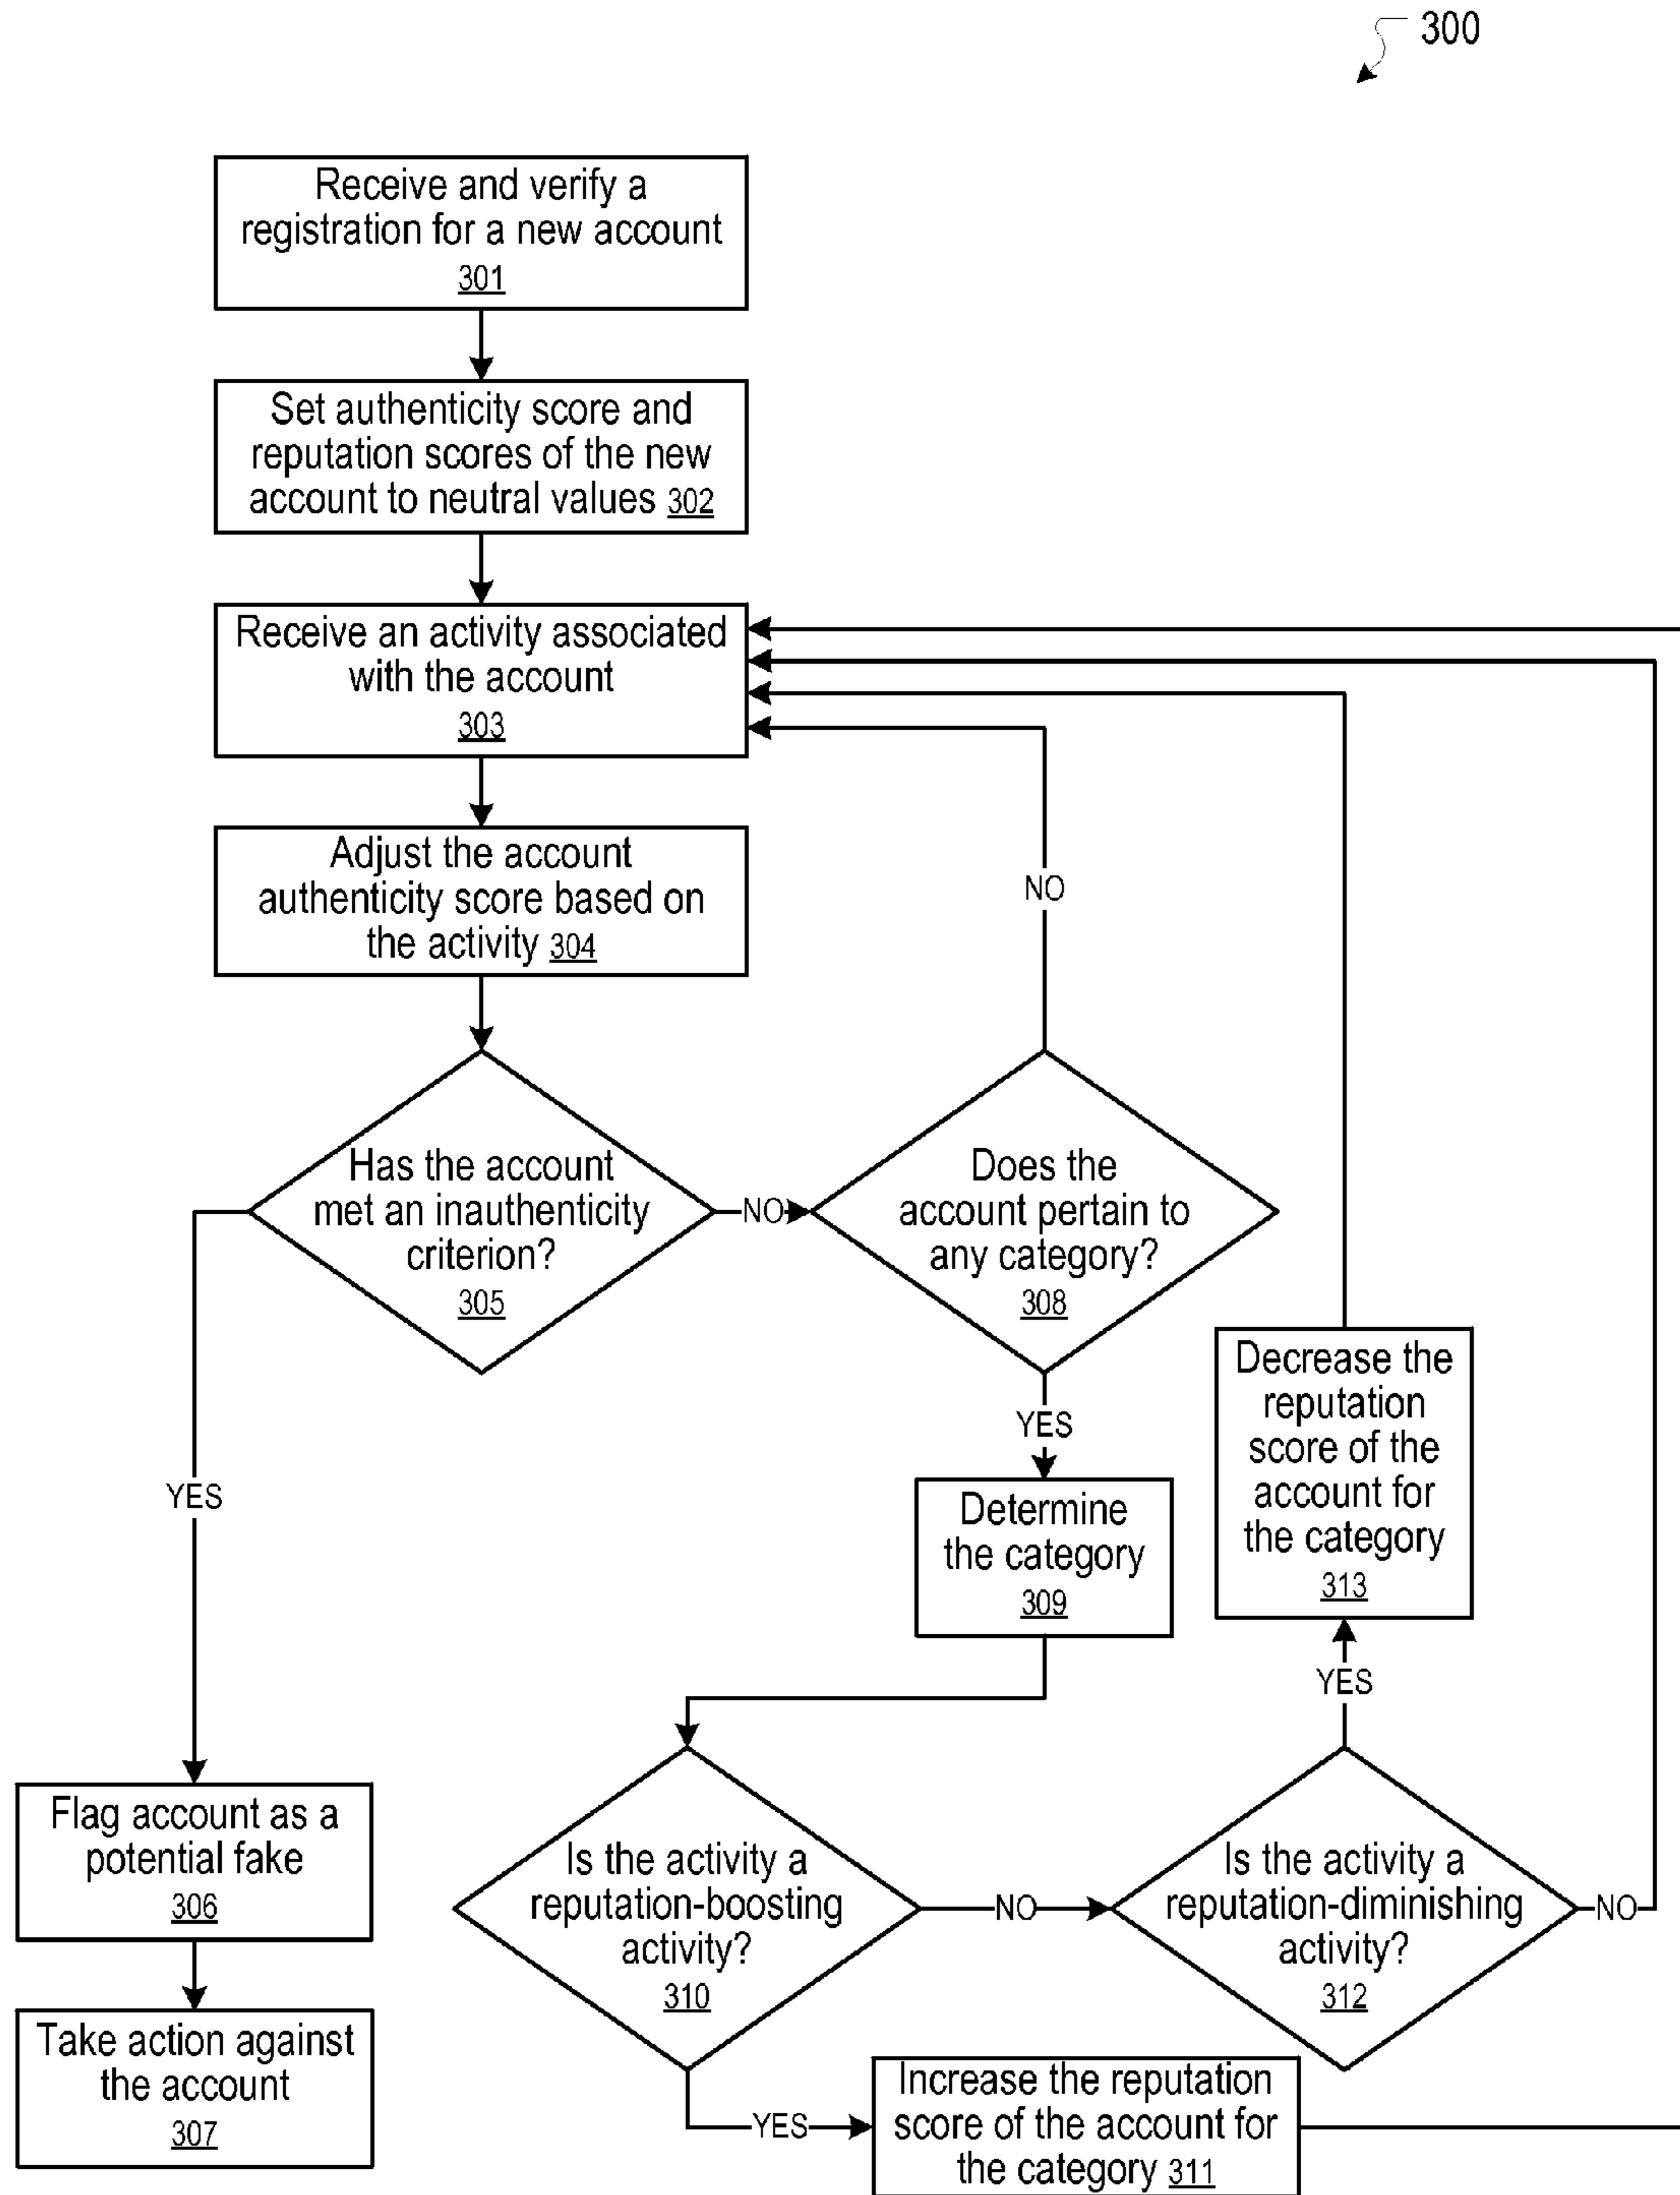 300
Receive and verify a
registration for a new account
301
Set authenticity score and
reputation scores of the new
account to neutral values 302
Receive an activity associated
with the account
303
Adjust the account
authenticity score based on
the activity 304
NO
Has the account
met an inauthenticity
criterion?
305
NO
Does the
account pertain to
any category?
308
YES
YES
Determine
the category
309
Decrease the
reputation
score of the
account for
the category
313
YES
Flag account as a
potential fake
306
Is the activity a
reputation-boosting
activity?
310
NO
Is the activity a
reputation-diminishing
activity?
312
NO
Take action against
the account
307
YES
Increase the reputation
score of the account for
the category 311